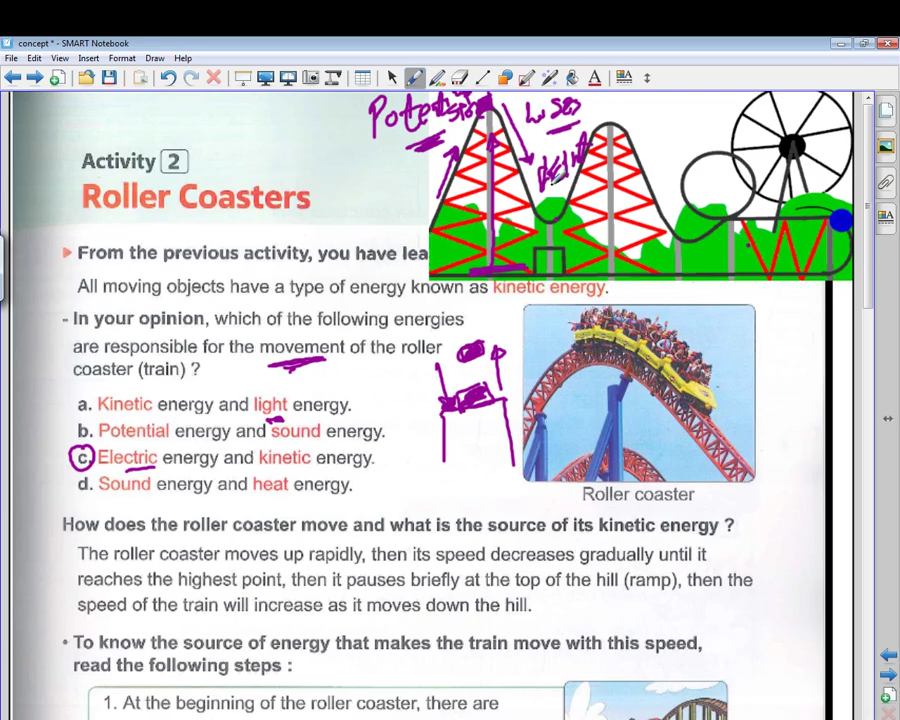 concept * - SMART Notebook
File Edit View Insert Format Draw Help
Activity 2
Roller Coasters
From the previous activity, you have lea
All moving objects have a type of energy known as kinetic energy.
- In your opinion, which of the following energies
are responsible for the movement of the roller
coaster (train) ?
a. Kinetic energy and light energy.
b. Potential energy and sound energy.
c. Electric energy and kinetic energy.
d. Sound energy and heat energy.
Roller coaster
How does the roller coaster move and what is the source of its kinetic energy ?
The roller coaster moves up rapidly, then its speed decreases gradually until it
reaches the highest point, then it pauses briefly at the top of the hill (ramp), then the
speed of the train will increase as it moves down the hill.
• To know the source of energy that makes the train move with this speed,
read the following steps :
1. At the beginning of the roller coaster, there are